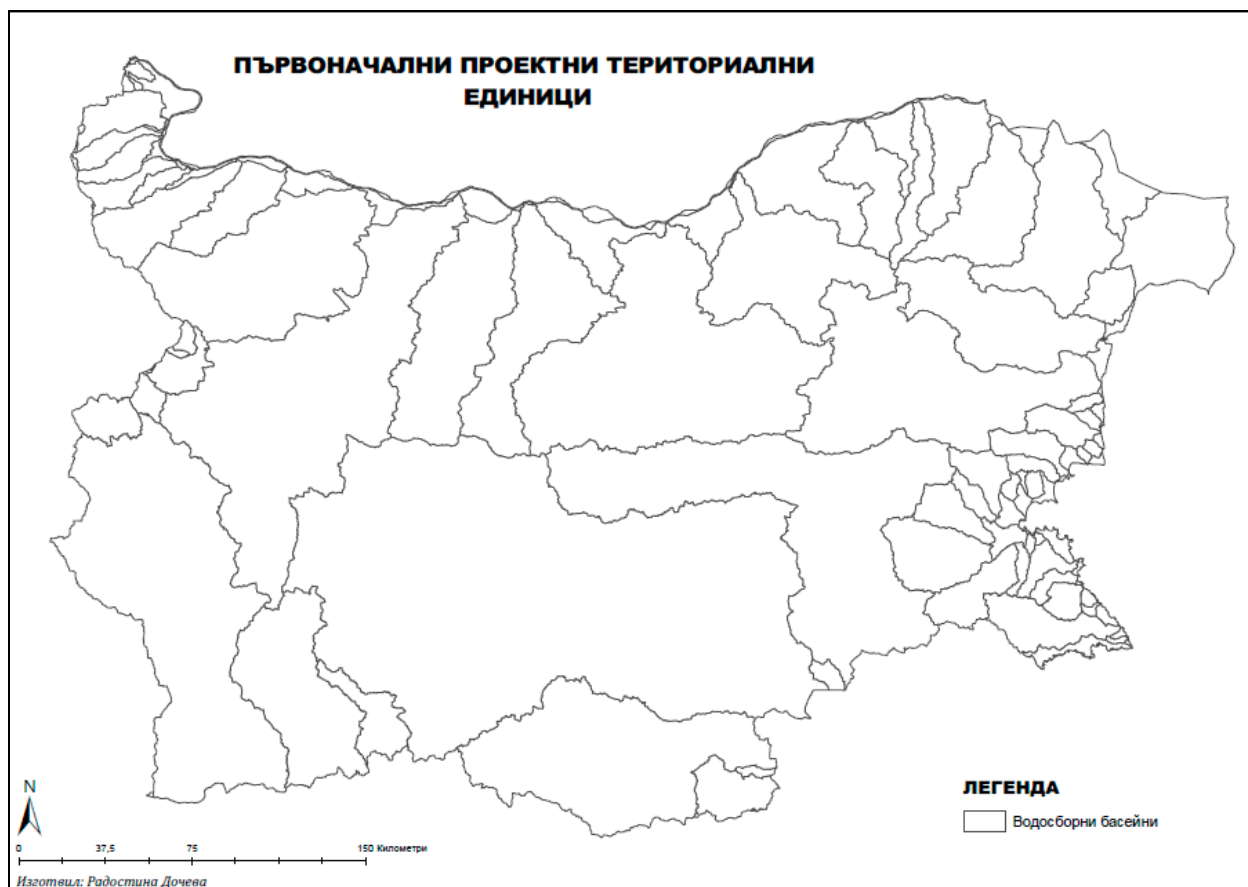 ПЪРВОНАЧАЛНИ ПРОЕКТНИ ТЕРИТОРИАЛНИ
ЕДИНИЦИ
ЛЕГЕНДА
Водосборни басейни
N
0 37,5 75 150 Километри
Изготвил: Радостина Дочева